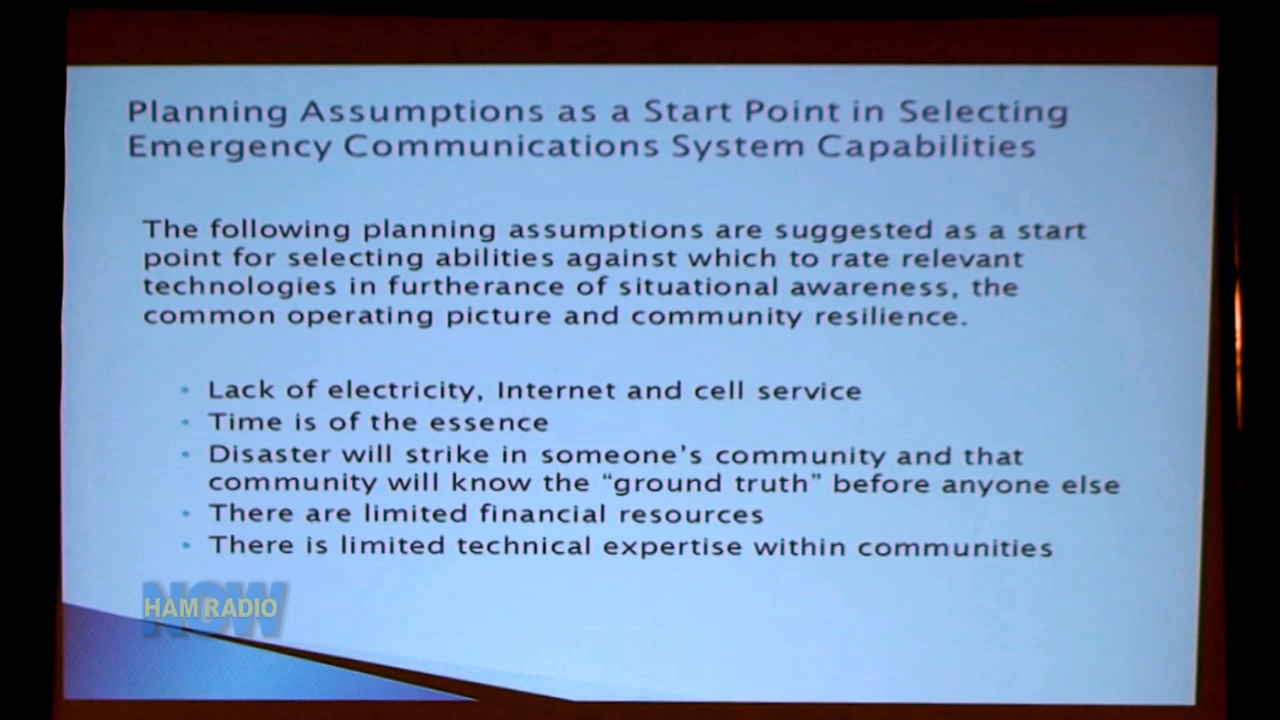 Planning Assumptions as a Start Point in Selecting
Emergency Communications System Capabilities
The following planning assumptions are suggested as a start
point for selecting abilities against which to rate relevant
technologies in furtherance of situational awareness, the
common operating picture and community resilience.
• Lack of electricity, Internet and cell service
• Time is of the essence
• Disaster will strike in someone's community and that
community will know the “ground truth” before anyone else
• There are limited financial resources
• There is limited technical expertise within communities
HAM RADIO
NOW